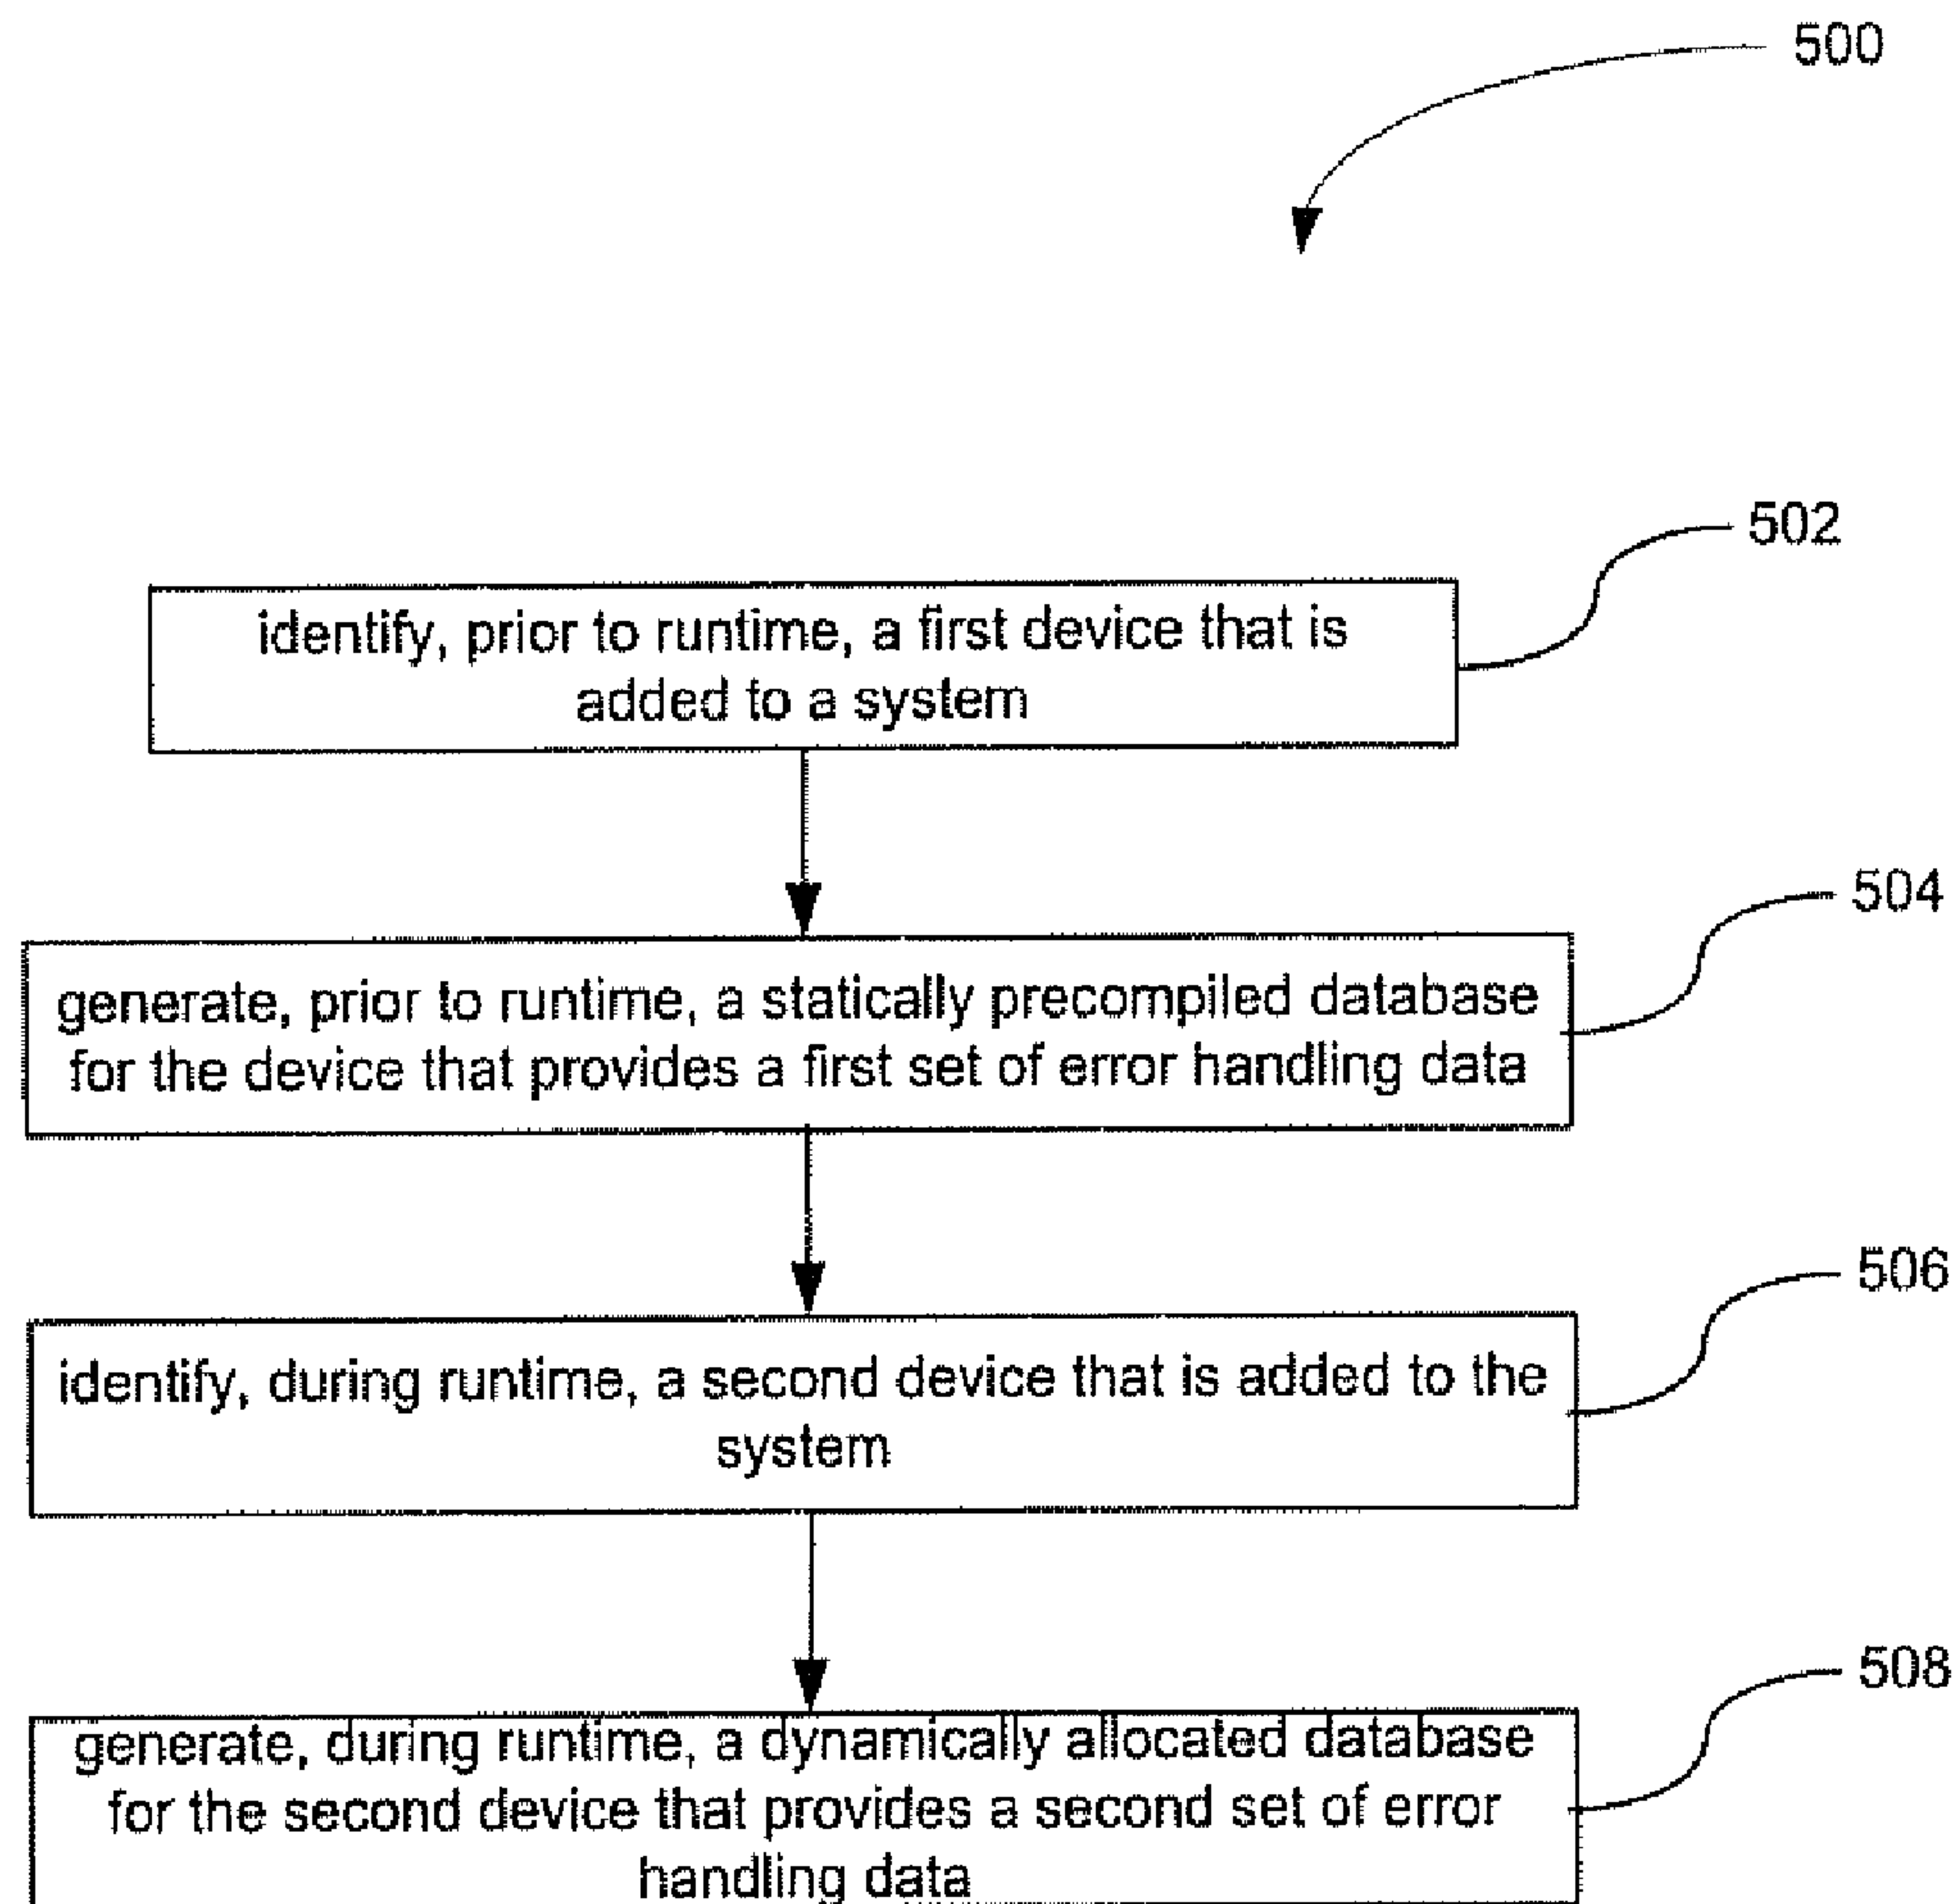 500
502
identify, prior to runtime, a first device that is
added to a system
504
generate, prior to runtime, a statically precompiled database
for the device that provides a first set of error handling data
506
identify, during runtime, a second device that is added to the
system
508
generate, during runtime, a dynamically allocated database
for the second device that provides a second set of error
handling data